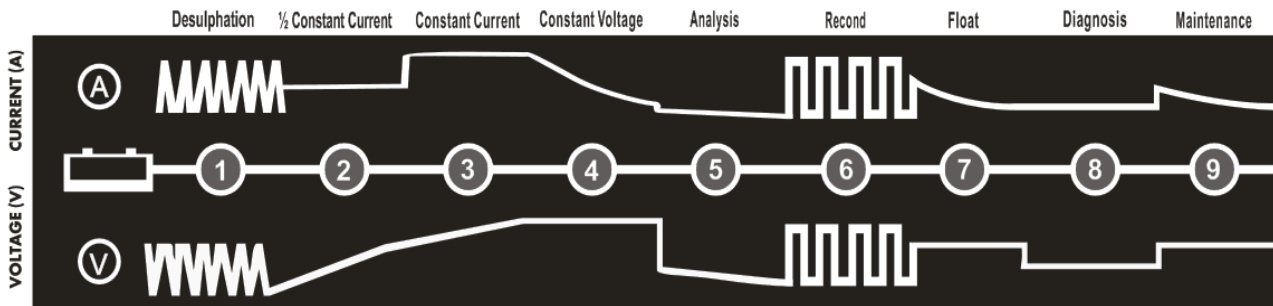 Desulphation ½ Constant Current Constant Current Constant Voltage Analysis Recond Float Diagnosis Maintenance
CURRENT (A)
A
1 2 3 4 5 6 7 8 9
VOLTAGE (V)
V